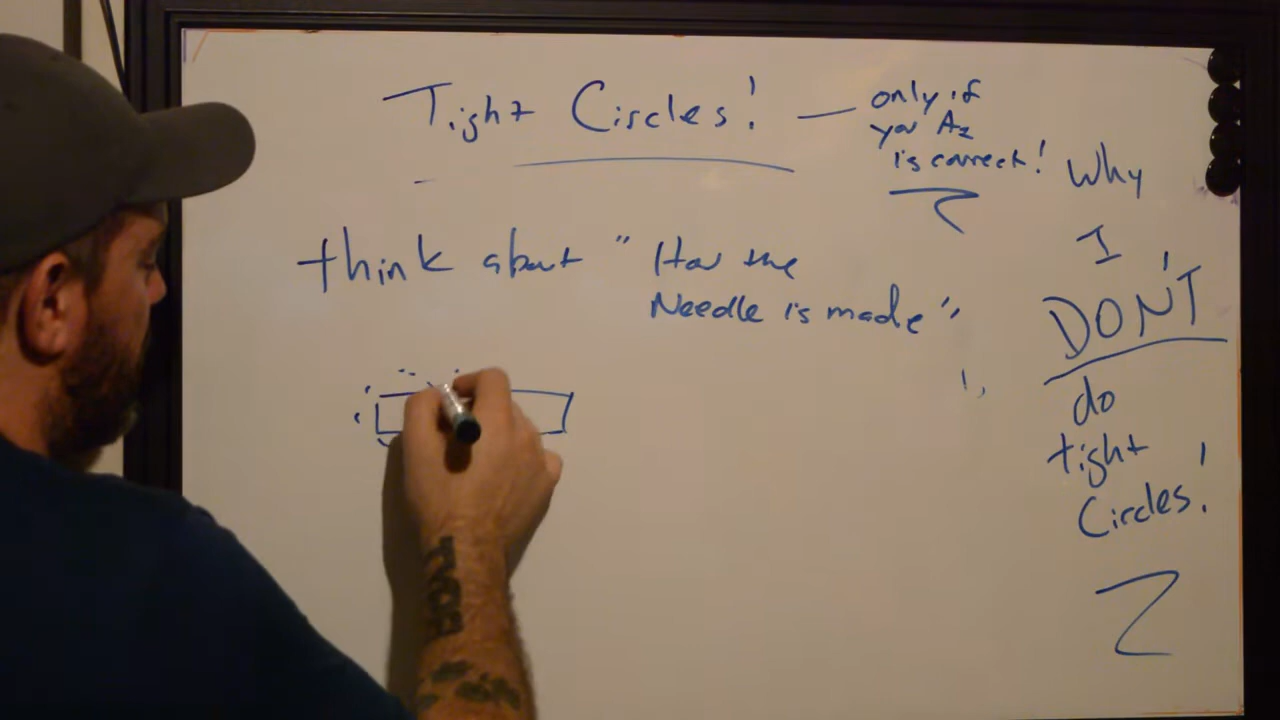 Tight Circles! — only if
you Az
is correct!
think about "How the
Needle is made"
Why
I
DON'T
do
tight
Circles!